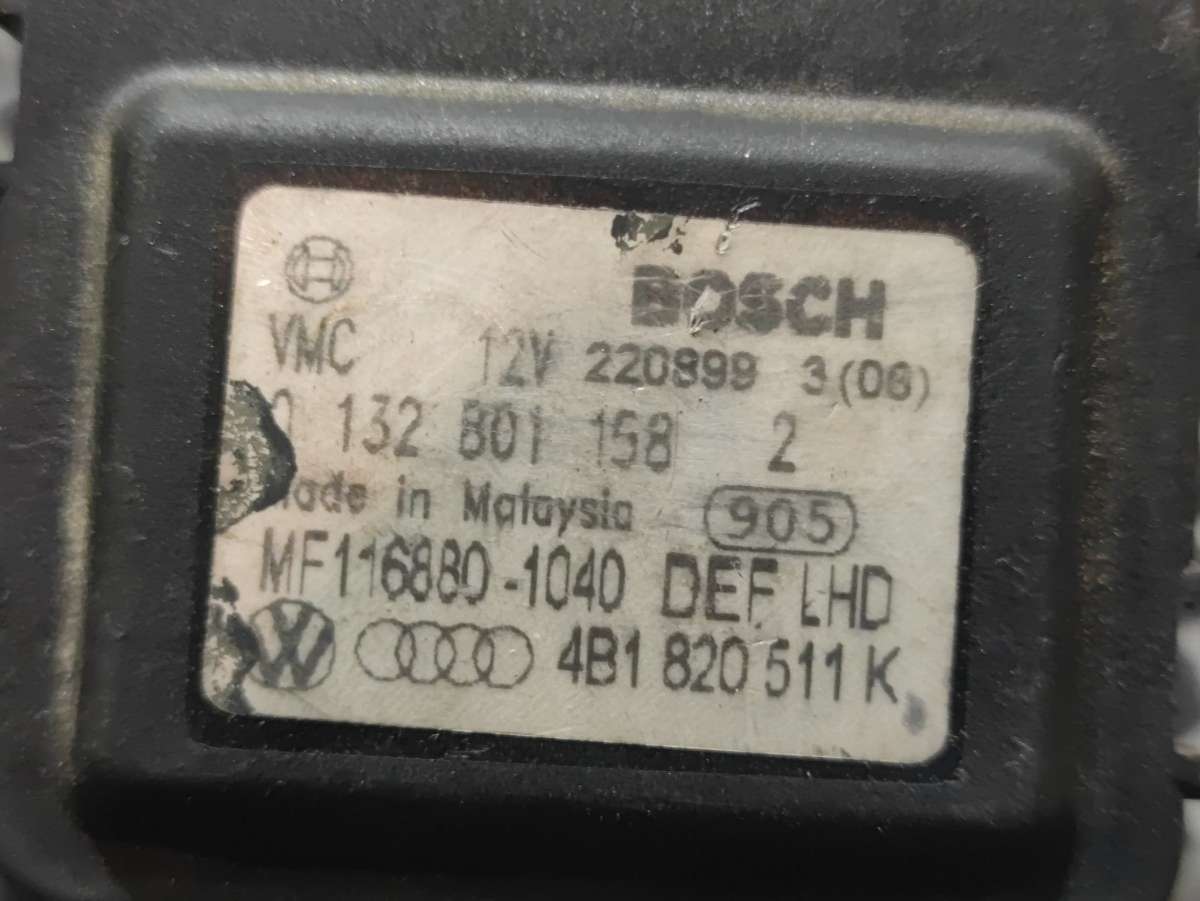 BOSCH
VMC 12V 220899 3(06)
0 132 801 158 2
Made in Malaysia 905
MF116880-1040 DEF LHD
4B1 820 511 K